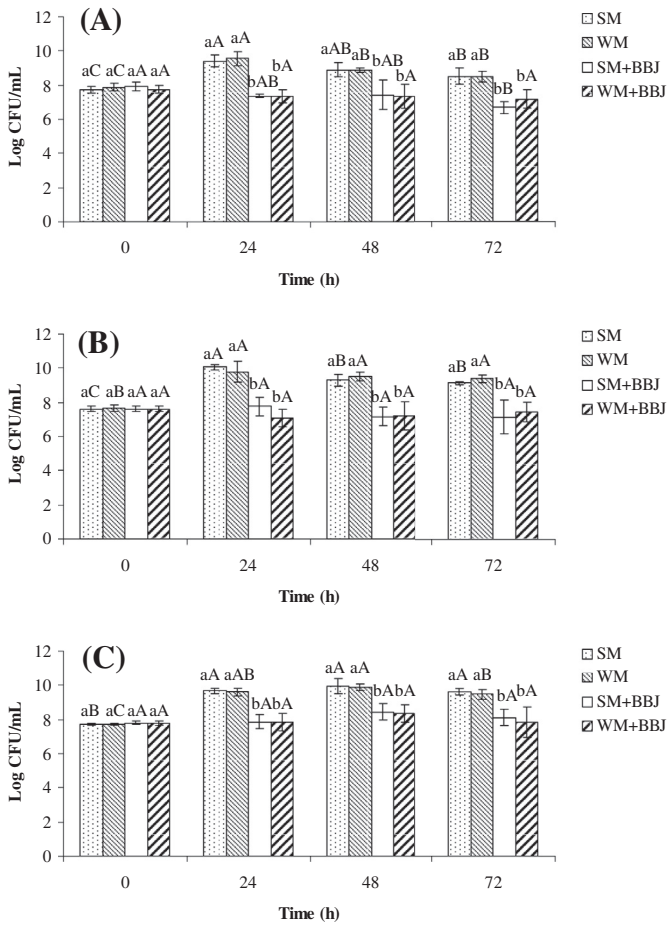 (A)
12
10
8
6
4
2
0
Log CFU/mL
aC aC aA aA
aA aA bAB bA
aAB aB bAB bA
aB aB bB bA
0 24 48 72
Time (h)
SM
WM
SM+BBJ
WM+BBJ
(B)
12
10
8
6
4
2
0
Log CFU/mL
aC aB aA aA
aA aA bA bA
aB aA bA bA
aB aA bA bA
0 24 48 72
Time (h)
SM
WM
SM+BBJ
WM+BBJ
(C)
12
10
8
6
4
2
0
Log CFU/mL
aB aC aA aA
aA aAB bA bA
aA aA bA bA
aA aB bA bA
0 24 48 72
Time (h)
SM
WM
SM+BBJ
WM+BBJ